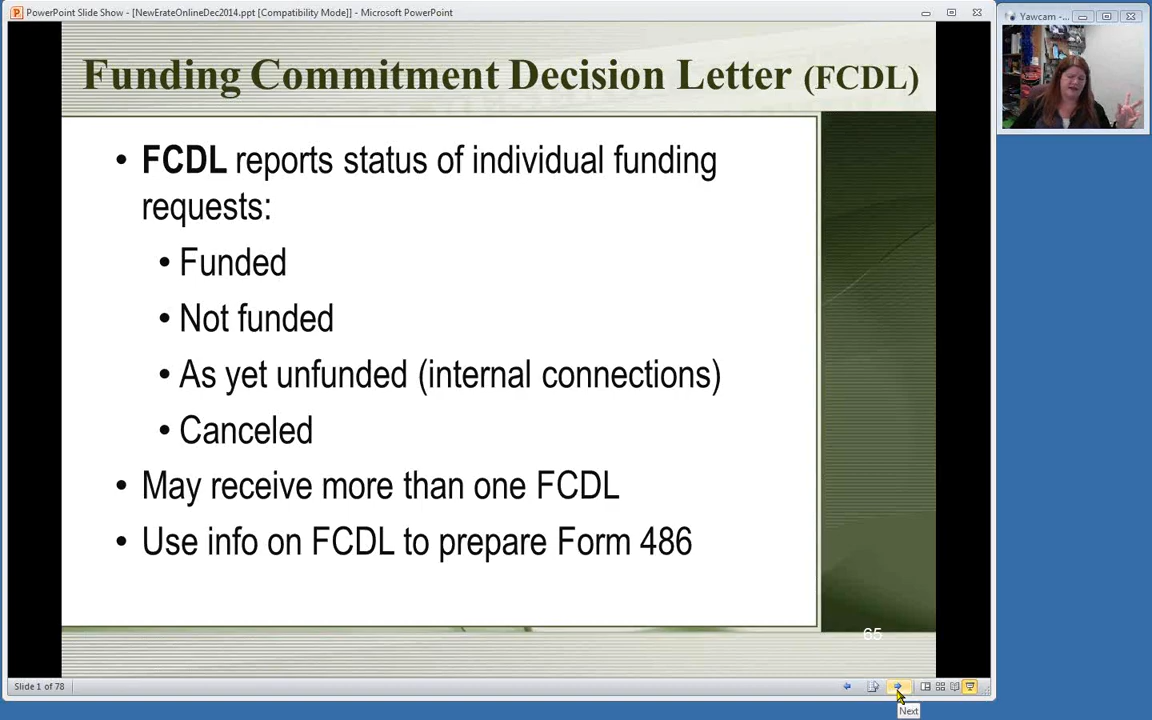 PowerPoint Slide Show - [NewErateOnlineDec2014.ppt [Compatibility Mode]] - Microsoft PowerPoint
Yawcam -...
Funding Commitment Decision Letter (FCDL)
• FCDL reports status of individual funding
requests:
• Funded
• Not funded
• As yet unfunded (internal connections)
• Canceled
• May receive more than one FCDL
• Use info on FCDL to prepare Form 486
65
Slide 1 of 78
Next